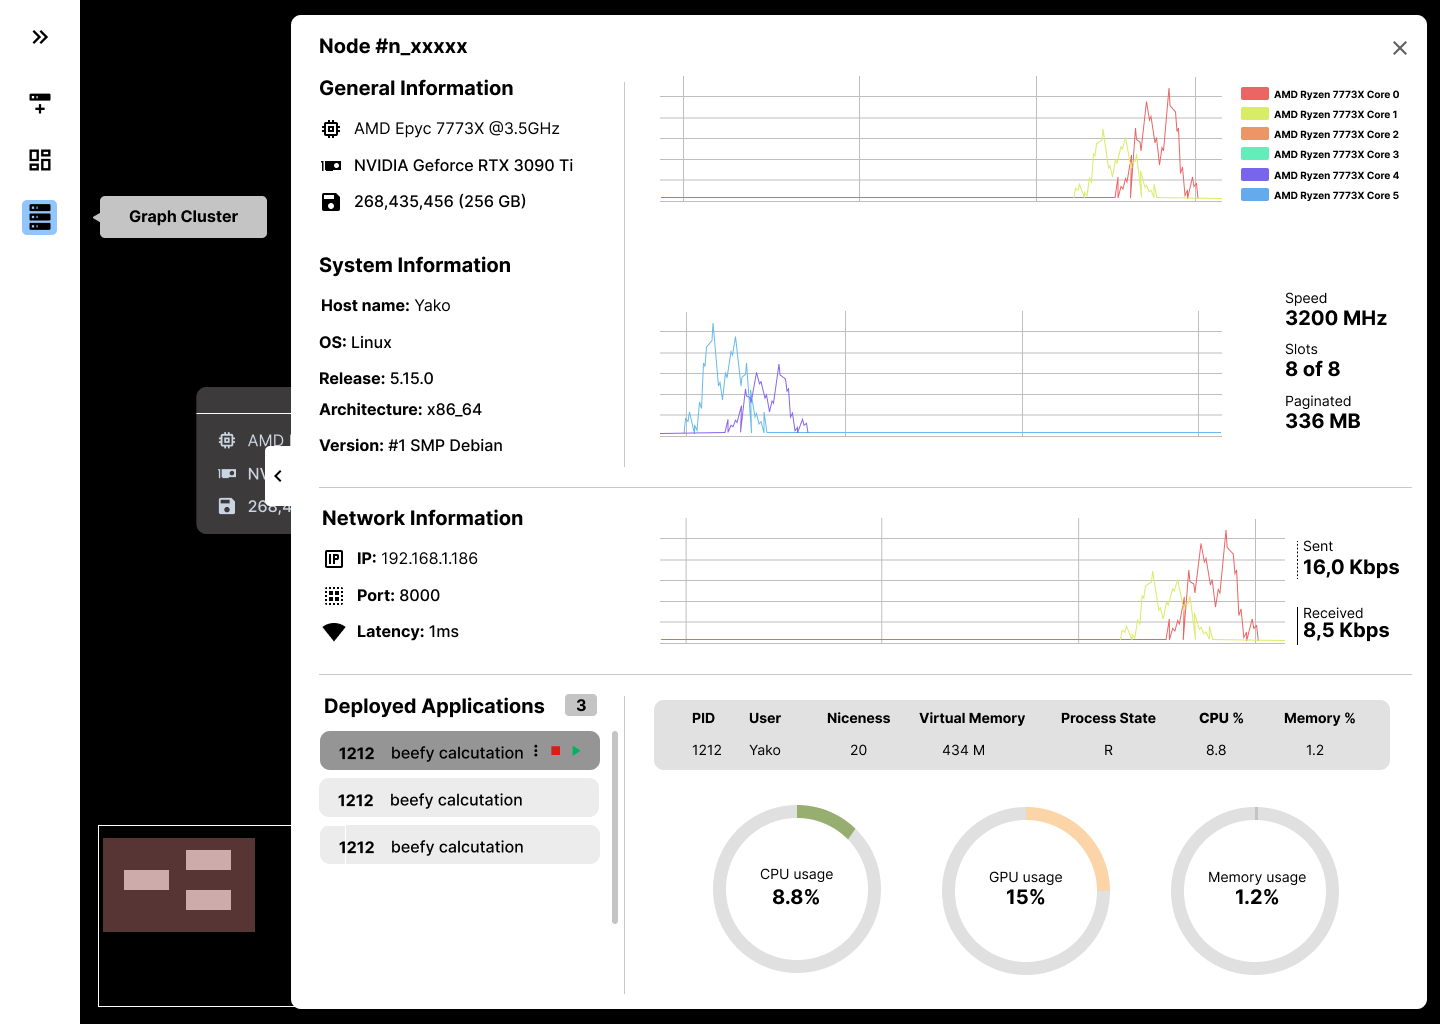 Graph Cluster
AMD
NV
268,4
Node #n_xxxxx
General Information
AMD Epyc 7773X @3.5GHz
NVIDIA Geforce RTX 3090 Ti
268,435,456 (256 GB)
AMD Ryzen 7773X Core 0
AMD Ryzen 7773X Core 1
AMD Ryzen 7773X Core 2
AMD Ryzen 7773X Core 3
AMD Ryzen 7773X Core 4
AMD Ryzen 7773X Core 5
System Information
Host name: Yako
OS: Linux
Release: 5.15.0
Architecture: x86_64
Version: #1 SMP Debian
Speed
3200 MHz
Slots
8 of 8
Paginated
336 MB
Network Information
IP: 192.168.1.186
Port: 8000
Latency: 1ms
Sent
16,0 Kbps
Received
8,5 Kbps
Deployed Applications 3
1212 beefy calcutation
1212 beefy calcutation
1212 beefy calcutation
PID User Niceness Virtual Memory Process State CPU % Memory %
1212 Yako 20 434 M R 8.8 1.2
CPU usage
8.8%
GPU usage
15%
Memory usage
1.2%